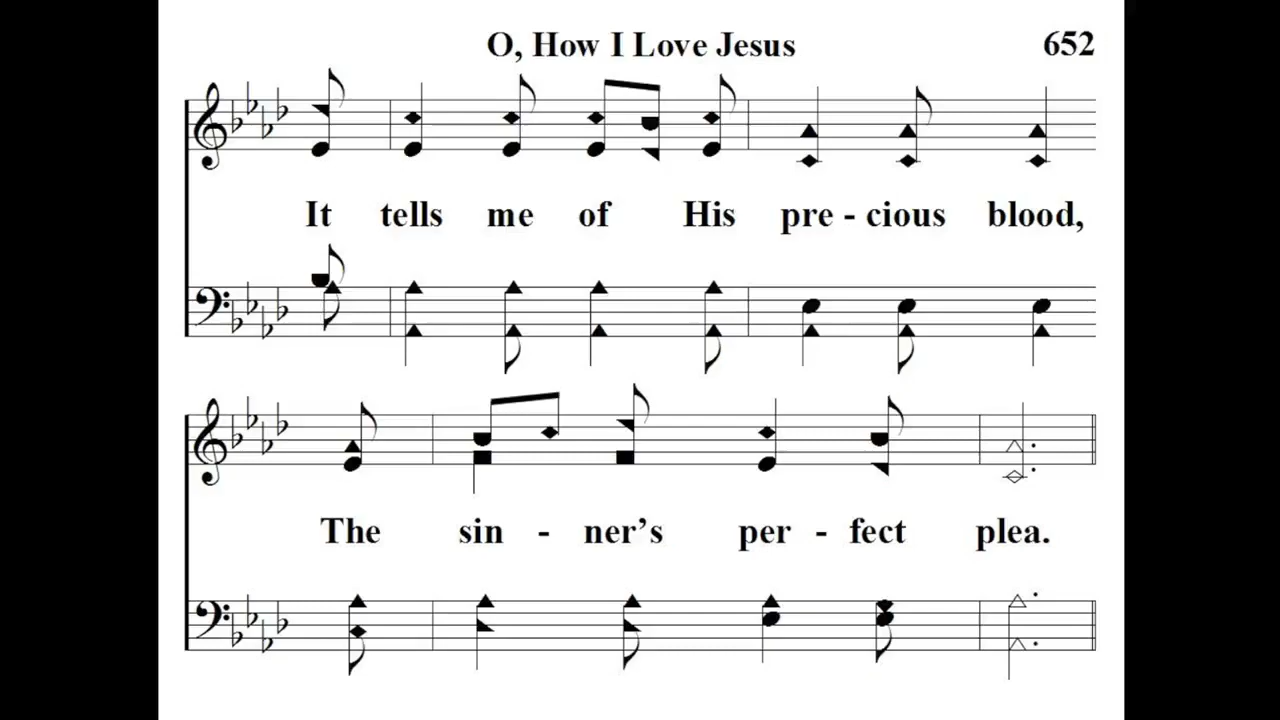 O, How I Love Jesus 652
It tells me of His pre - cious blood,
The sin - ner’s per - fect plea.